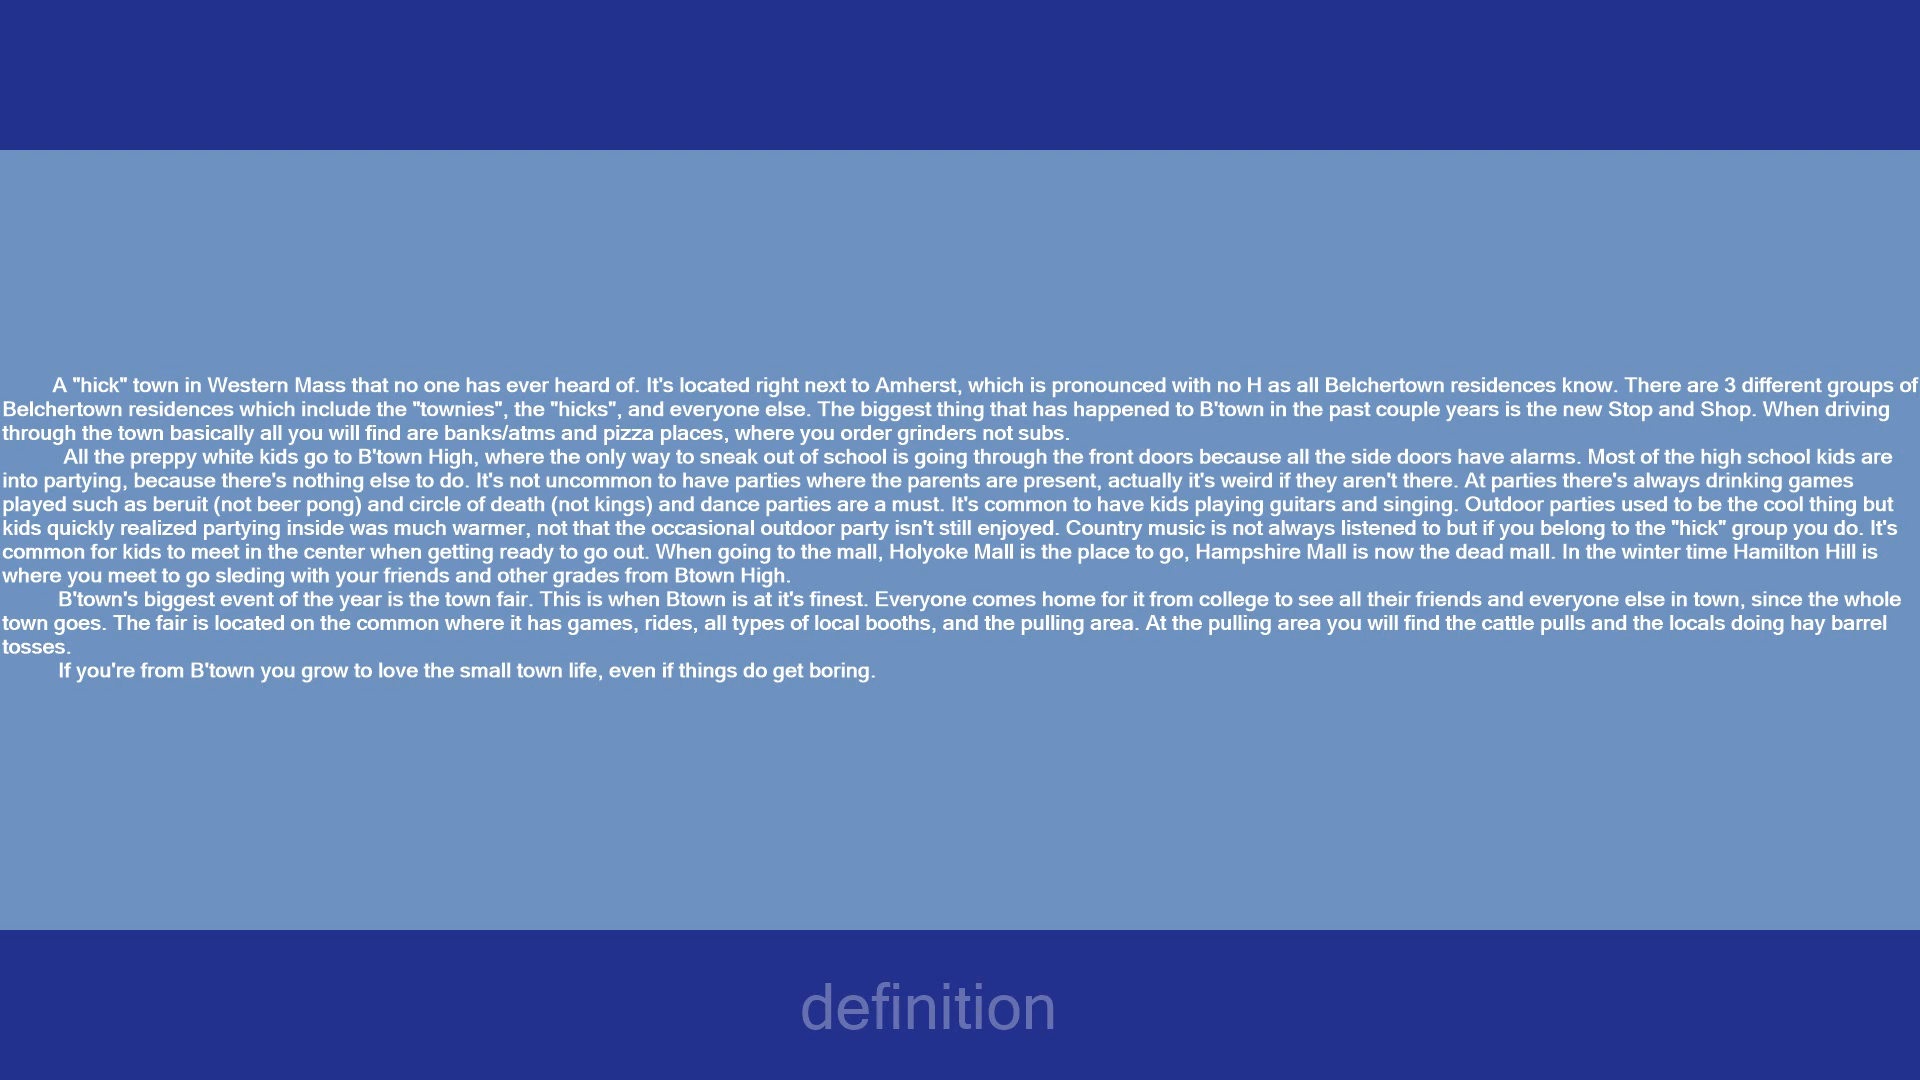 A "hick" town in Western Mass that no one has ever heard of. It's located right next to Amherst, which is pronounced with no H as all Belchertown residences know. There are 3 different groups of
Belchertown residences which include the "townies", the "hicks", and everyone else. The biggest thing that has happened to B'town in the past couple years is the new Stop and Shop. When driving
through the town basically all you will find are banks/atms and pizza places, where you order grinders not subs.
All the preppy white kids go to B'town High, where the only way to sneak out of school is going through the front doors because all the side doors have alarms. Most of the high school kids are
into partying, because there's nothing else to do. It's not uncommon to have parties where the parents are present, actually it's weird if they aren't there. At parties there's always drinking games
played such as beruit (not beer pong) and circle of death (not kings) and dance parties are a must. It's common to have kids playing guitars and singing. Outdoor parties used to be the cool thing but
kids quickly realized partying inside was much warmer, not that the occasional outdoor party isn't still enjoyed. Country music is not always listened to but if you belong to the "hick" group you do. It's
common for kids to meet in the center when getting ready to go out. When going to the mall, Holyoke Mall is the place to go, Hampshire Mall is now the dead mall. In the winter time Hamilton Hill is
where you meet to go sleding with your friends and other grades from Btown High.
B'town's biggest event of the year is the town fair. This is when Btown is at it's finest. Everyone comes home for it from college to see all their friends and everyone else in town, since the whole
town goes. The fair is located on the common where it has games, rides, all types of local booths, and the pulling area. At the pulling area you will find the cattle pulls and the locals doing hay barrel
tosses.
If you're from B'town you grow to love the small town life, even if things do get boring.
definition